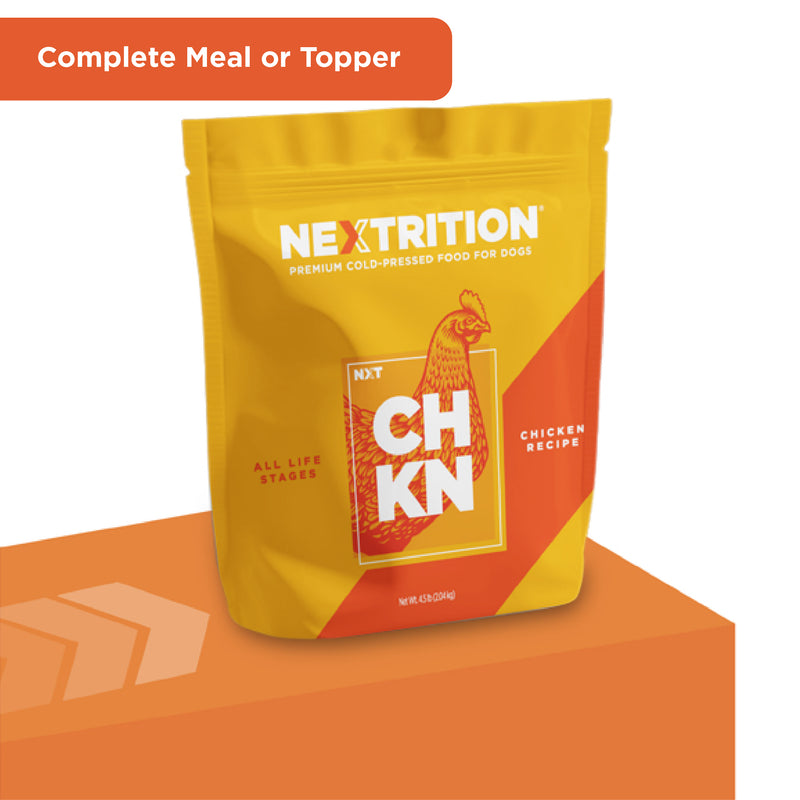 Complete Meal or Topper
NEXTRITION®
PREMIUM COLD-PRESSED FOOD FOR DOGS
NXT
CH
KN
ALL LIFE
STAGES
CHICKEN
RECIPE
Net Wt. 4.5 lb (2.04 kg)